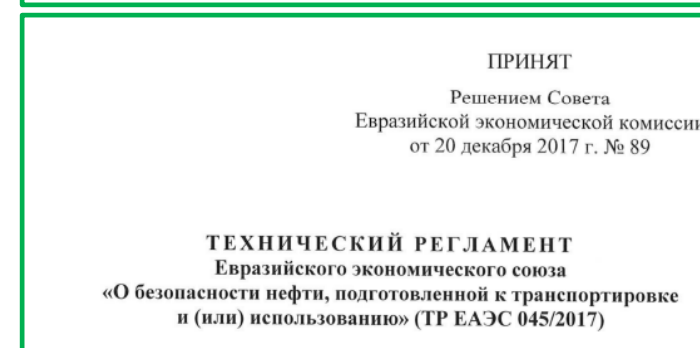 ПРИНЯТ
Решением Совета
Евразийской экономической комиссии
от 20 декабря 2017 г. № 89
ТЕХНИЧЕСКИЙ РЕГЛАМЕНТ
Евразийского экономического союза
«О безопасности нефти, подготовленной к транспортировке
и (или) использованию» (ТР ЕАЭС 045/2017)